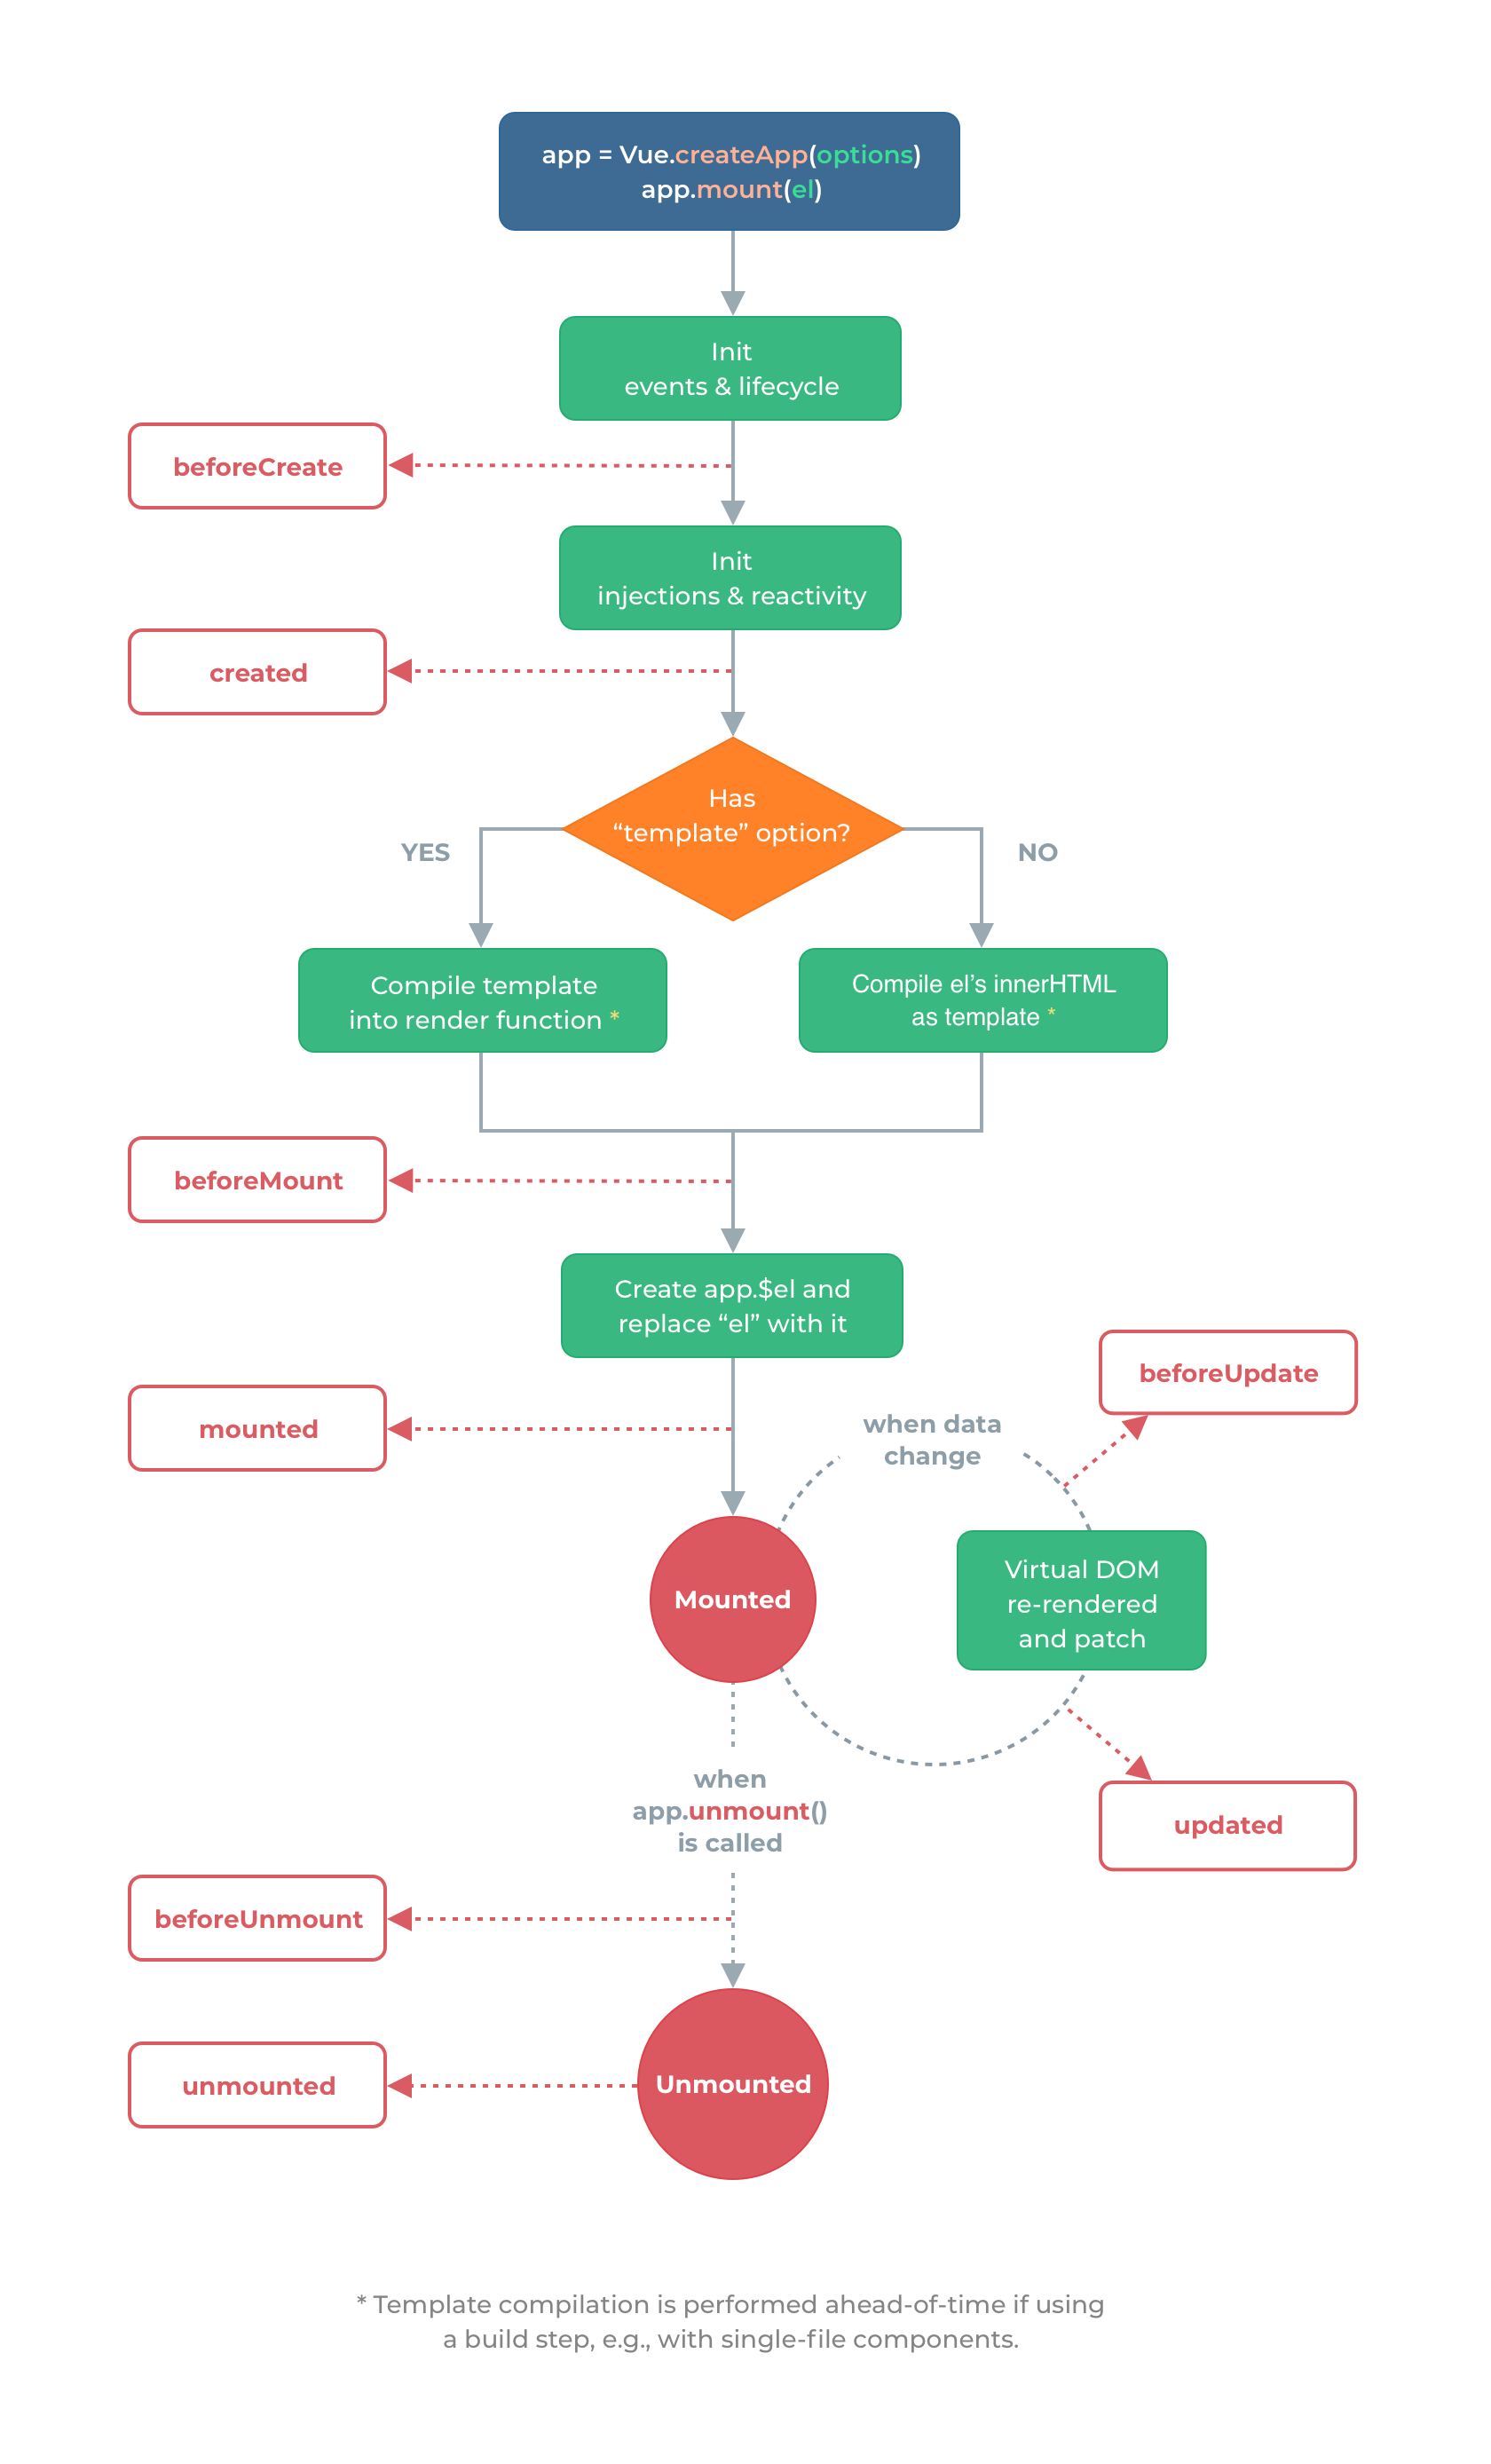 app = Vue.createApp(options)
app.mount(el)
Init
events & lifecycle
beforeCreate
Init
injections & reactivity
created
Has
“template” option?
YES
NO
Compile template
into render function *
Compile el’s innerHTML
as template *
beforeMount
Create app.$el and
replace “el” with it
beforeUpdate
mounted
when data
change
Virtual DOM
re-rendered
and patch
Mounted
when
app.unmount()
is called
updated
beforeUnmount
unmounted
Unmounted
* Template compilation is performed ahead-of-time if using
a build step, e.g., with single-file components.